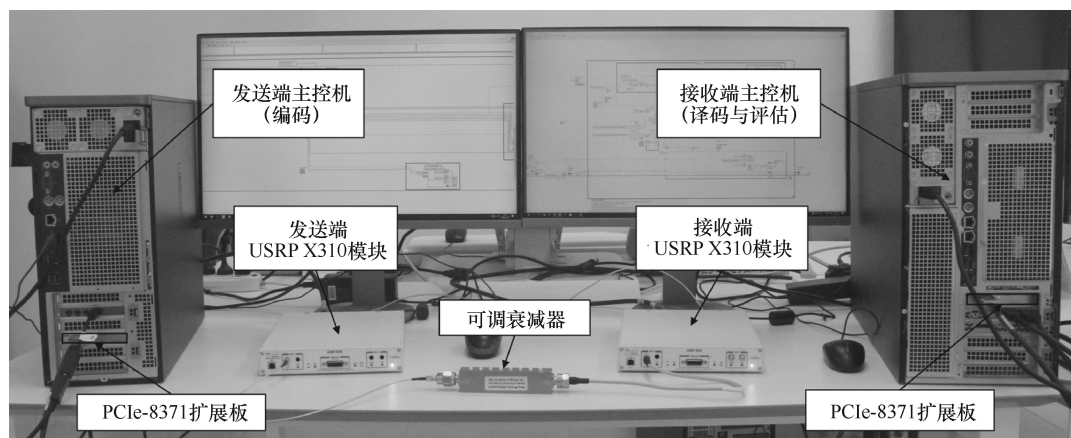 发送端主控机
（编码）
接收端主控机
（译码与评估）
发送端
USRP X310模块
接收端
USRP X310模块
可调衰减器
PCIe-8371扩展板
PCIe-8371扩展板